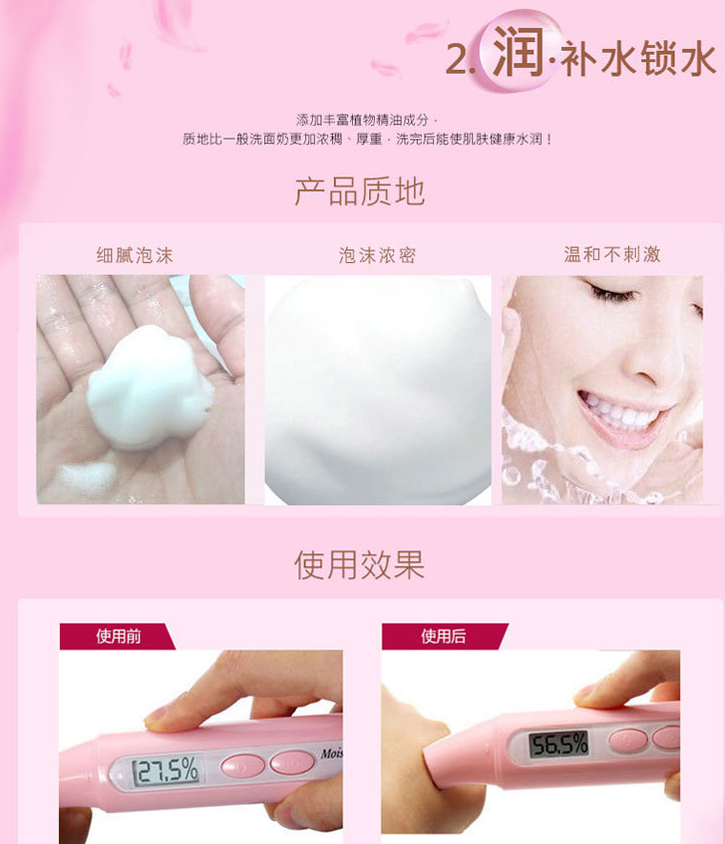 2. 润·补水锁水
添加丰富植物精油成分，
质地比一般洗面奶更加浓稠、厚重，洗完后能使肌肤健康水润！
产品质地
细腻泡沫
泡沫浓密
温和不刺激
使用效果
使用前
使用后
27.5%
Mois
56.5%